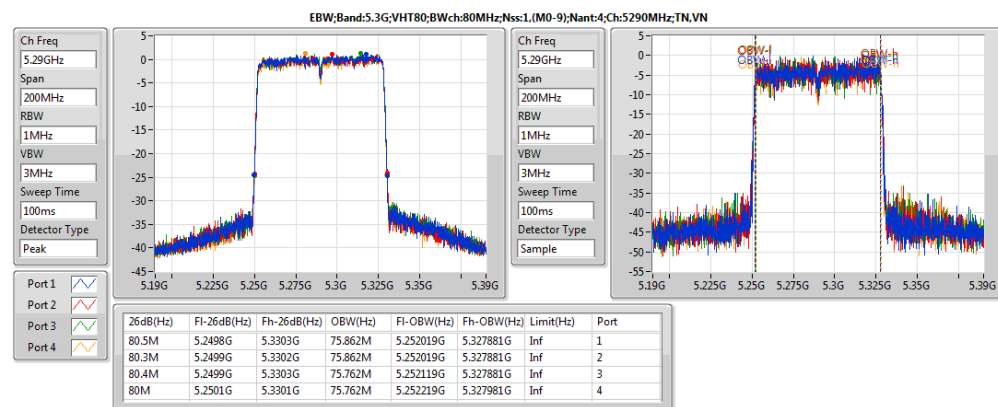 EBW;Band:5.3G;VHT80;BWch:80MHz;Nss:1,(M0-9);Nant:4;Ch:5290MHz;TN,VN
Ch Freq
5.29GHz
Span
200MHz
RBW
1MHz
VBW
3MHz
Sweep Time
100ms
Detector Type
Peak
5
0
-5
-10
-15
-20
-25
-30
-35
-40
-45
5.19G 5.225G 5.25G 5.275G 5.3G 5.325G 5.35G 5.39G
Ch Freq
5.29GHz
Span
200MHz
RBW
1MHz
VBW
3MHz
Sweep Time
100ms
Detector Type
Sample
5
0
-5
-10
-15
-20
-25
-30
-35
-40
-45
-50
-55
OBW-l OBW-h
5.19G 5.225G 5.25G 5.275G 5.3G 5.325G 5.35G 5.39G
Port 1
Port 2
Port 3
Port 4
26dB(Hz) Fl-26dB(Hz) Fh-26dB(Hz) OBW(Hz) Fl-OBW(Hz) Fh-OBW(Hz) Limit(Hz) Port
80.5M 5.2498G 5.3303G 75.862M 5.252019G 5.327881G Inf 1
80.3M 5.2499G 5.3302G 75.862M 5.252019G 5.327881G Inf 2
80.4M 5.2499G 5.3303G 75.762M 5.252119G 5.327881G Inf 3
80M 5.2501G 5.3301G 75.762M 5.252219G 5.327981G Inf 4